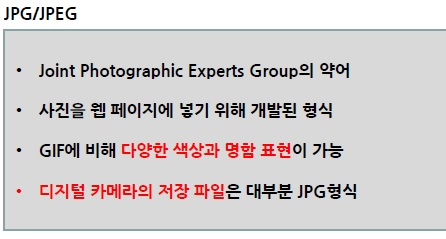 JPG/JPEG
• Joint Photographic Experts Group의 약어
• 사진을 웹 페이지에 넣기 위해 개발된 형식
• GIF에 비해 다양한 색상과 명함 표현이 가능
• 디지털 카메라의 저장 파일은 대부분 JPG형식